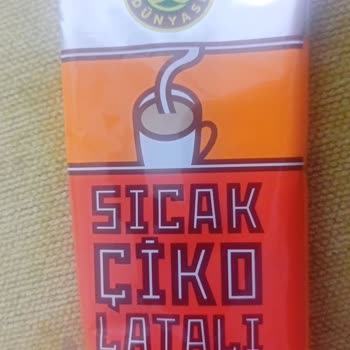 DÜNYASI
SICAK
ÇİKO
LATALI